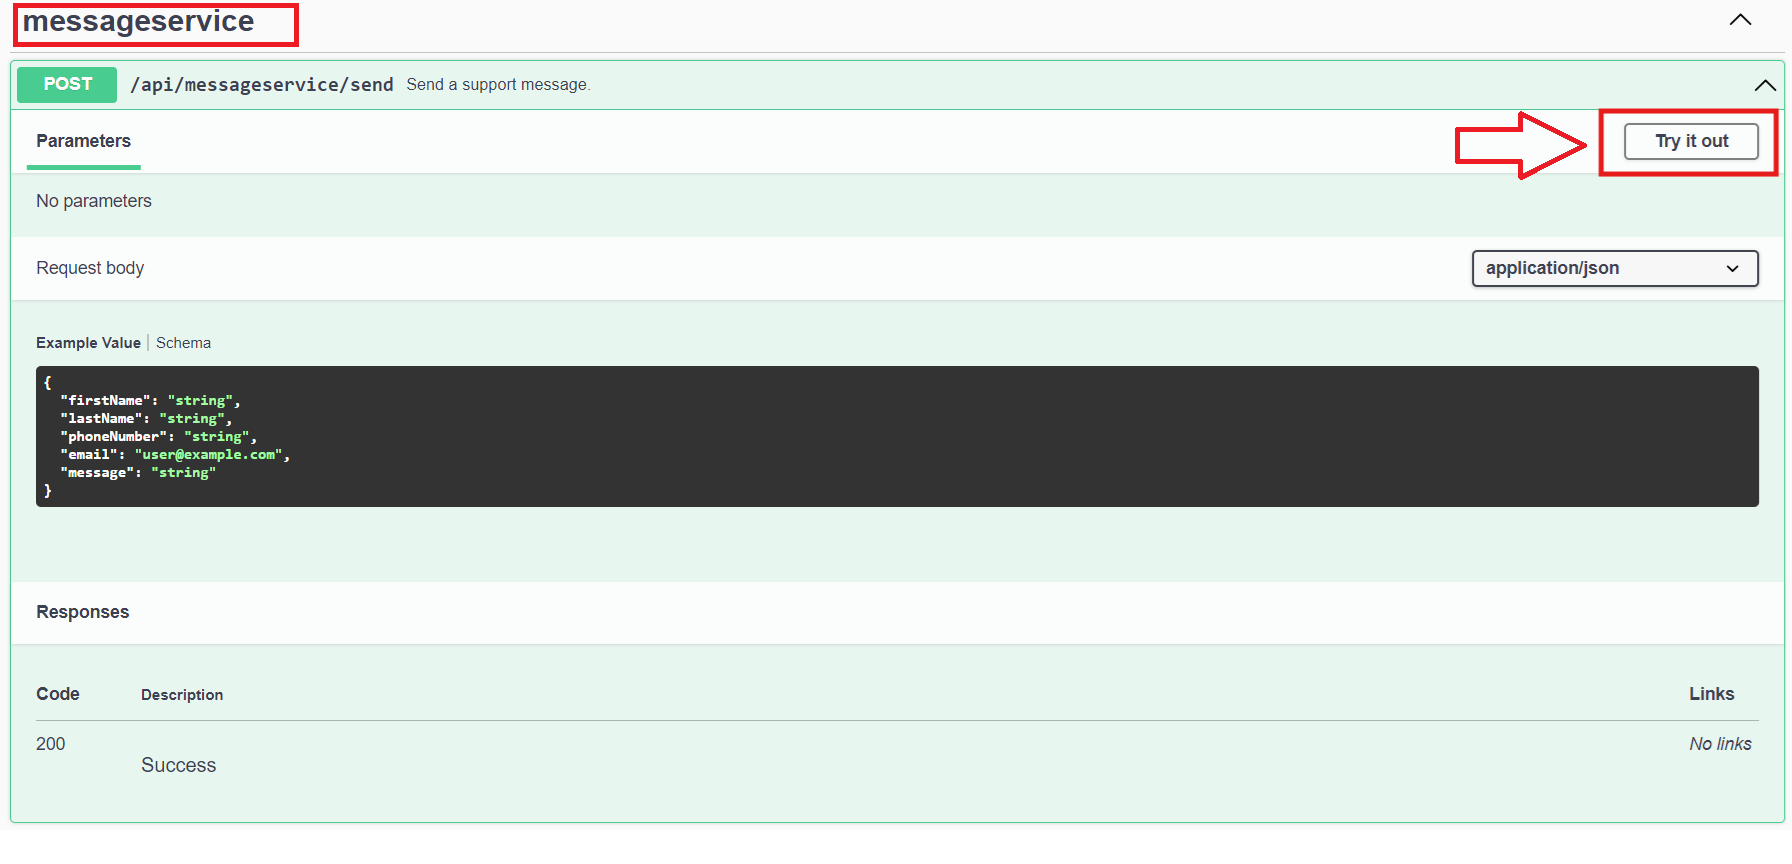 messageservice
POST /api/messageservice/send Send a support message.
Parameters Try it out
No parameters
Request body application/json
Example Value | Schema
{
"firstName": "string",
"lastName": "string",
"phoneNumber": "string",
"email": "user@example.com",
"message": "string"
}
Responses
Code Description Links
200 No links
Success